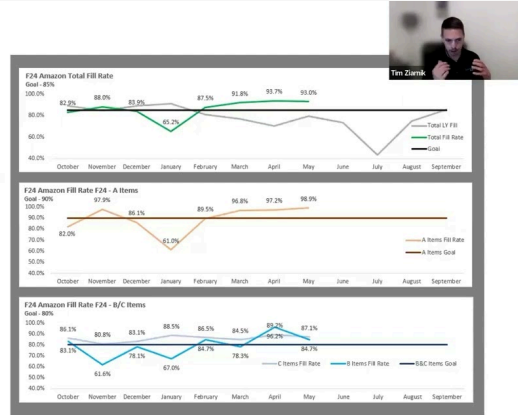 Tim Ziarnik
F24 Amazon Total Fill Rate
Goal - 85%
100.0%
80.0%
60.0%
40.0%
82.9% 88.0% 83.9% 65.2% 87.5% 91.8% 93.7% 93.0%
Total LY Fill
Total Fill Rate
Goal
October November December January February March April May June July August September
F24 Amazon Fill Rate F24 - A Items
Goal - 90%
100.0%
90.0%
80.0%
70.0%
60.0%
50.0%
40.0%
82.0% 97.9% 86.1% 61.0% 89.5% 96.8% 97.2% 98.9%
A Items Fill Rate
A Items Goal
October November December January February March April May June July August September
F24 Amazon Fill Rate F24 - B/C Items
Goal - 80%
100.0%
90.0%
80.0%
70.0%
60.0%
50.0%
40.0%
86.1% 80.8% 83.1% 88.5% 86.5% 84.5% 89.2% 87.1%
83.1% 61.6% 78.1% 67.0% 84.7% 78.3% 96.2% 84.7%
C Items Fill Rate B Items Fill Rate B&C Items Goal
October November December January February March April May June July August September